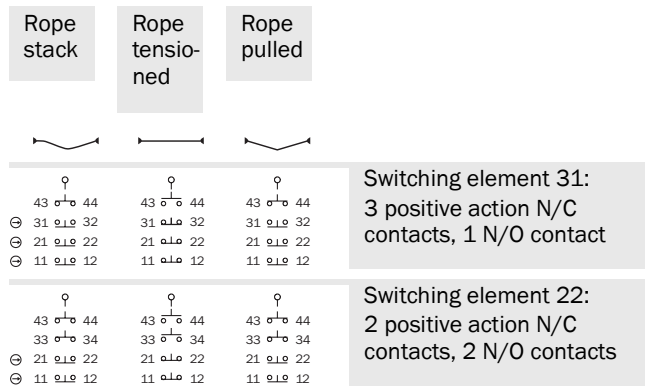 Rope stack
Rope tensio-
ned
Rope pulled
43 44 43 44 43 44
31 32 31 32 31 32
21 22 21 22 21 22
11 12 11 12 11 12
Switching element 31:
3 positive action N/C
contacts, 1 N/O contact
43 44 43 44 43 44
33 34 33 34 33 34
21 22 21 22 21 22
11 12 11 12 11 12
Switching element 22:
2 positive action N/C
contacts, 2 N/O contacts